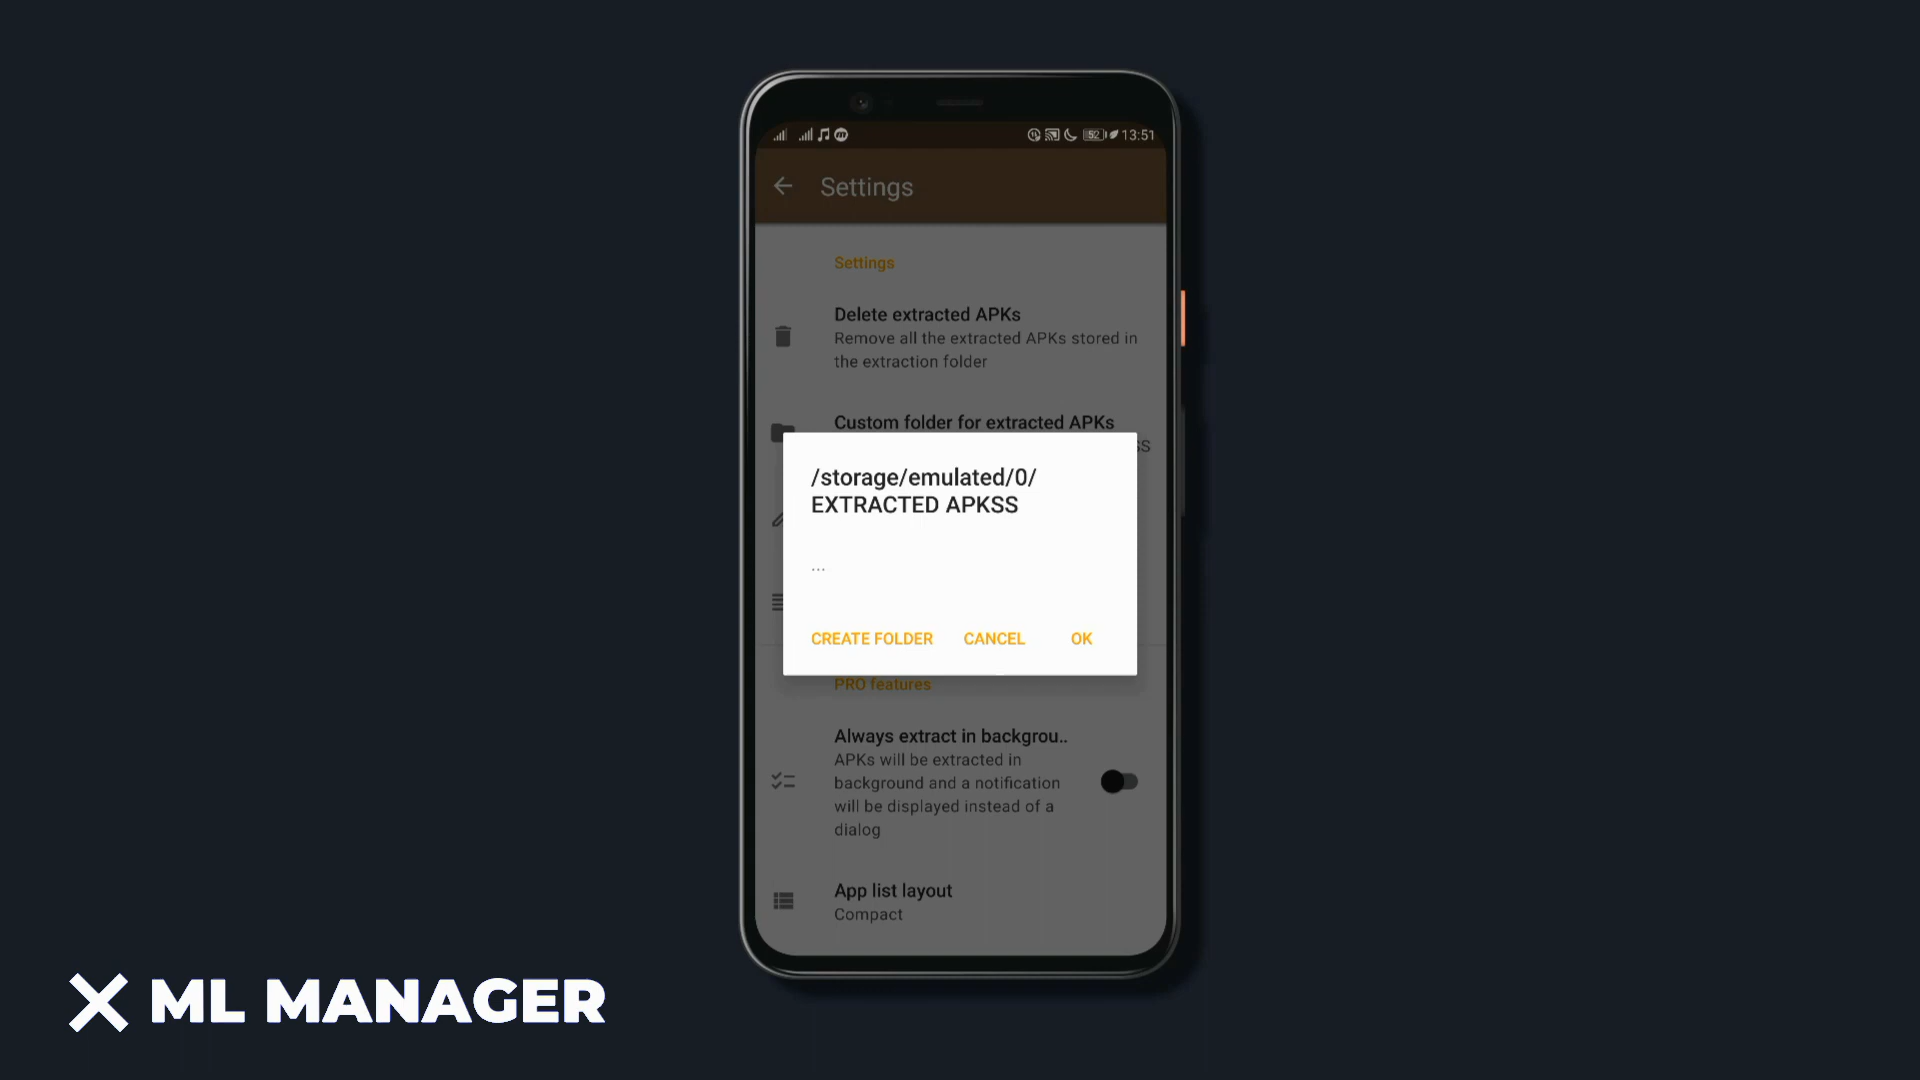 52 13:51
Settings
Settings
Delete extracted APKs
Remove all the extracted APKs stored in
the extraction folder
Custom folder for extracted APKs
SS
/storage/emulated/0/
EXTRACTED APKSS
...
CREATE FOLDER CANCEL OK
PRO features
Always extract in backgrou..
APKs will be extracted in
background and a notification
will be displayed instead of a
dialog
App list layout
Compact
ML MANAGER